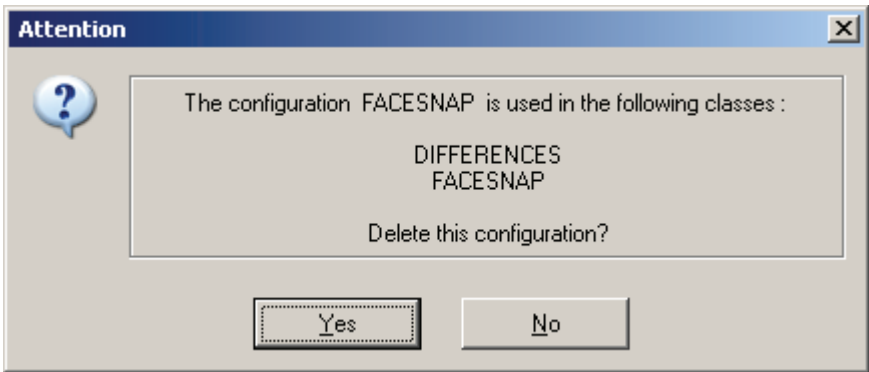 Attention
The configuration FACESNAP is used in the following classes :
DIFFERENCES
FACESNAP
Delete this configuration?
Yes No